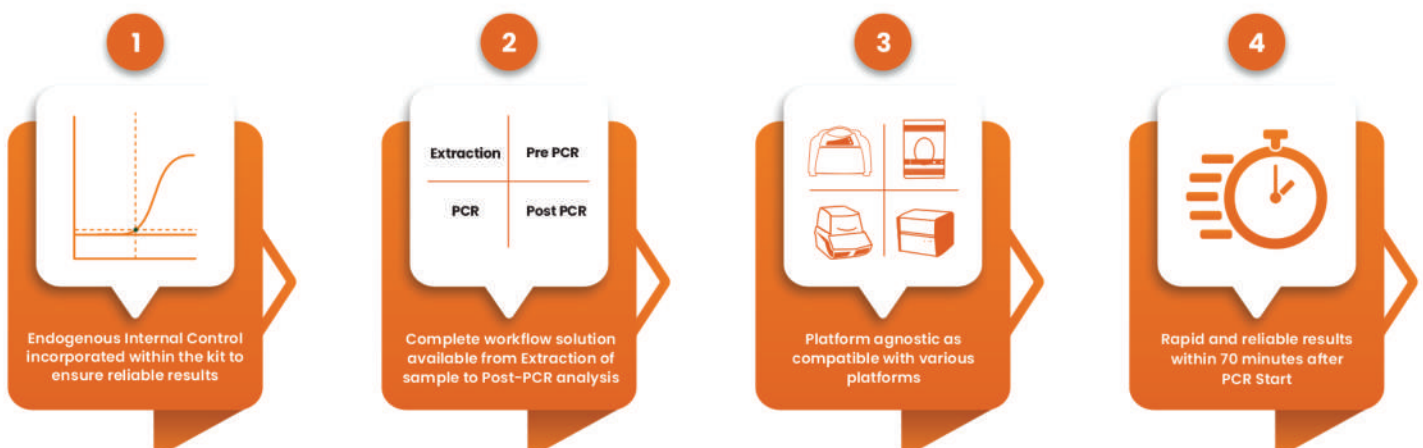 1
2
3
4
Extraction
Pre PCR
PCR
Post PCR
Endogenous Internal Control
incorporated within the kit to
ensure reliable results
Complete workflow solution
available from Extraction of
sample to Post-PCR analysis
Platform agnostic as
compatible with various
platforms
Rapid and reliable results
within 70 minutes after
PCR Start